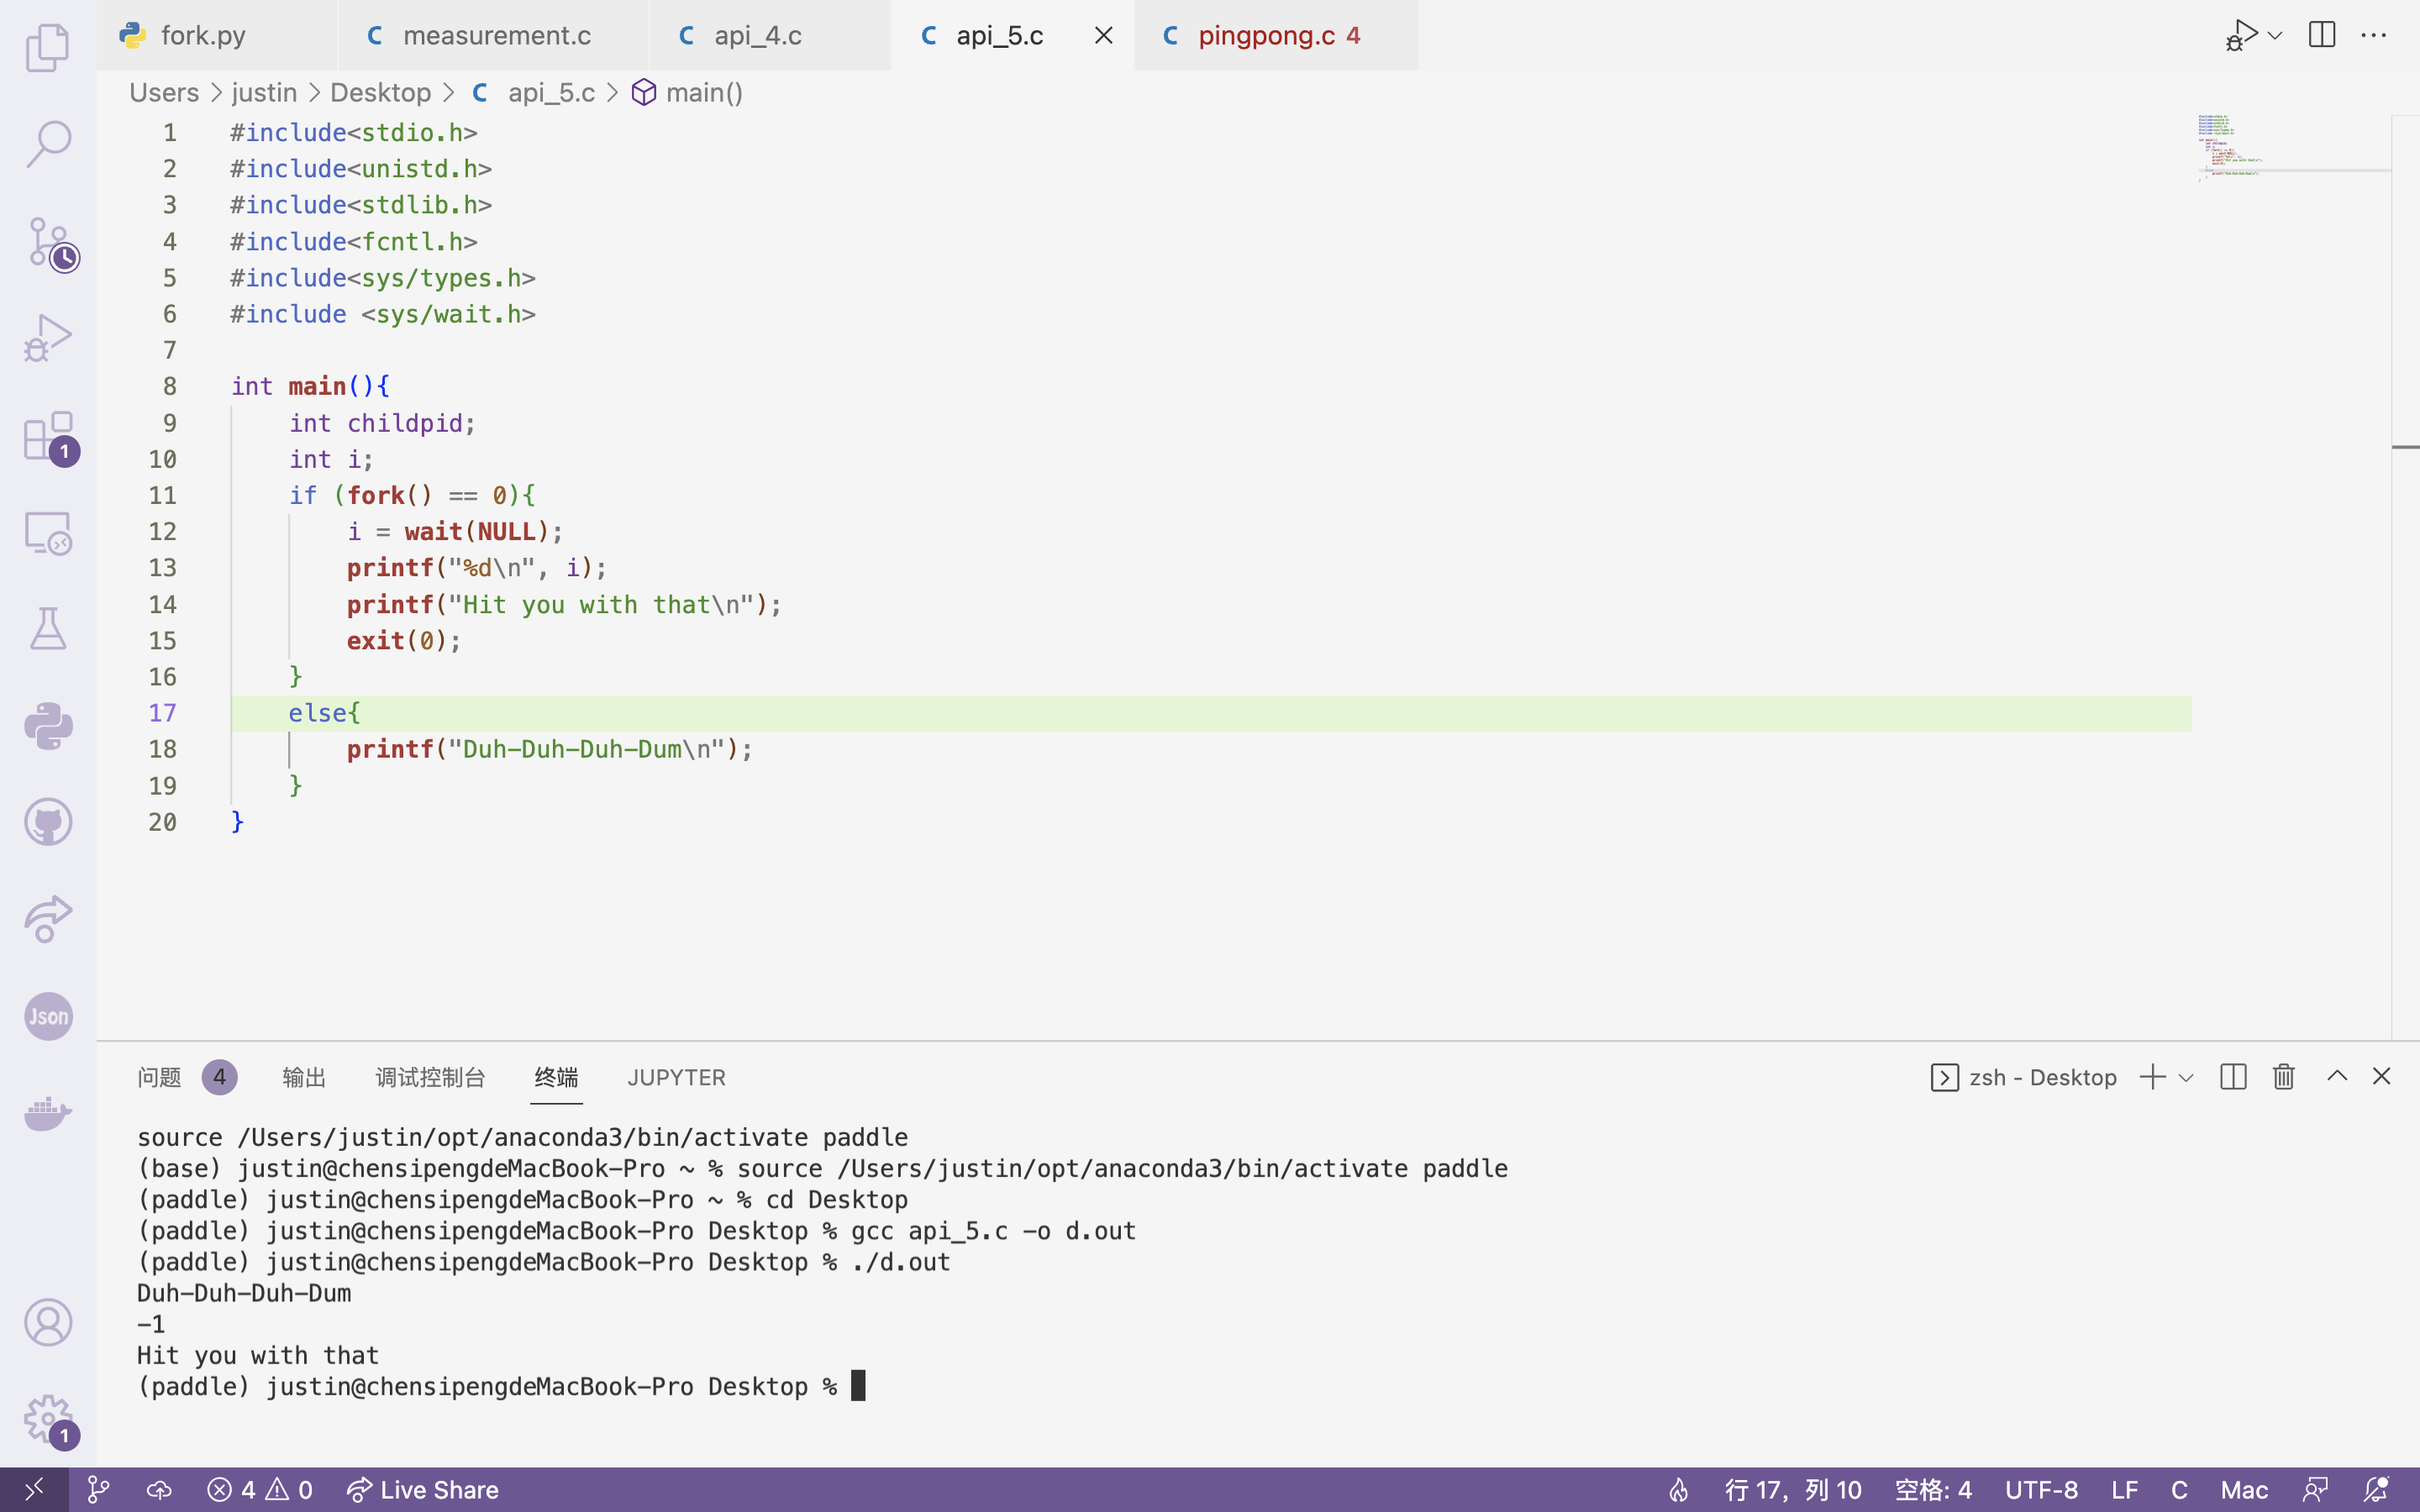 fork.py
measurement.c
api_4.c
api_5.c
pingpong.c 4
Users > justin > Desktop > C api_5.c > main()
1 #include<stdio.h>
2 #include<unistd.h>
3 #include<stdlib.h>
4 #include<fcntl.h>
5 #include<sys/types.h>
6 #include <sys/wait.h>
7
8 int main(){
9 int childpid;
10 int i;
11 if (fork() == 0){
12 i = wait(NULL);
13 printf("%d\n", i);
14 printf("Hit you with that\n");
15 exit(0);
16 }
17 else{
18 printf("Duh-Duh-Duh-Dum\n");
19 }
20 }
1
Json
1
问题 4 输出 调试控制台 终端 JUPYTER
zsh - Desktop
source /Users/justin/opt/anaconda3/bin/activate paddle
(base) justin@chensipengdeMacBook-Pro ~ % source /Users/justin/opt/anaconda3/bin/activate paddle
(paddle) justin@chensipengdeMacBook-Pro ~ % cd Desktop
(paddle) justin@chensipengdeMacBook-Pro Desktop % gcc api_5.c -o d.out
(paddle) justin@chensipengdeMacBook-Pro Desktop % ./d.out
Duh-Duh-Duh-Dum
-1
Hit you with that
(paddle) justin@chensipengdeMacBook-Pro Desktop %
4 0 Live Share
行 17，列 10 空格: 4 UTF-8 LF C Mac